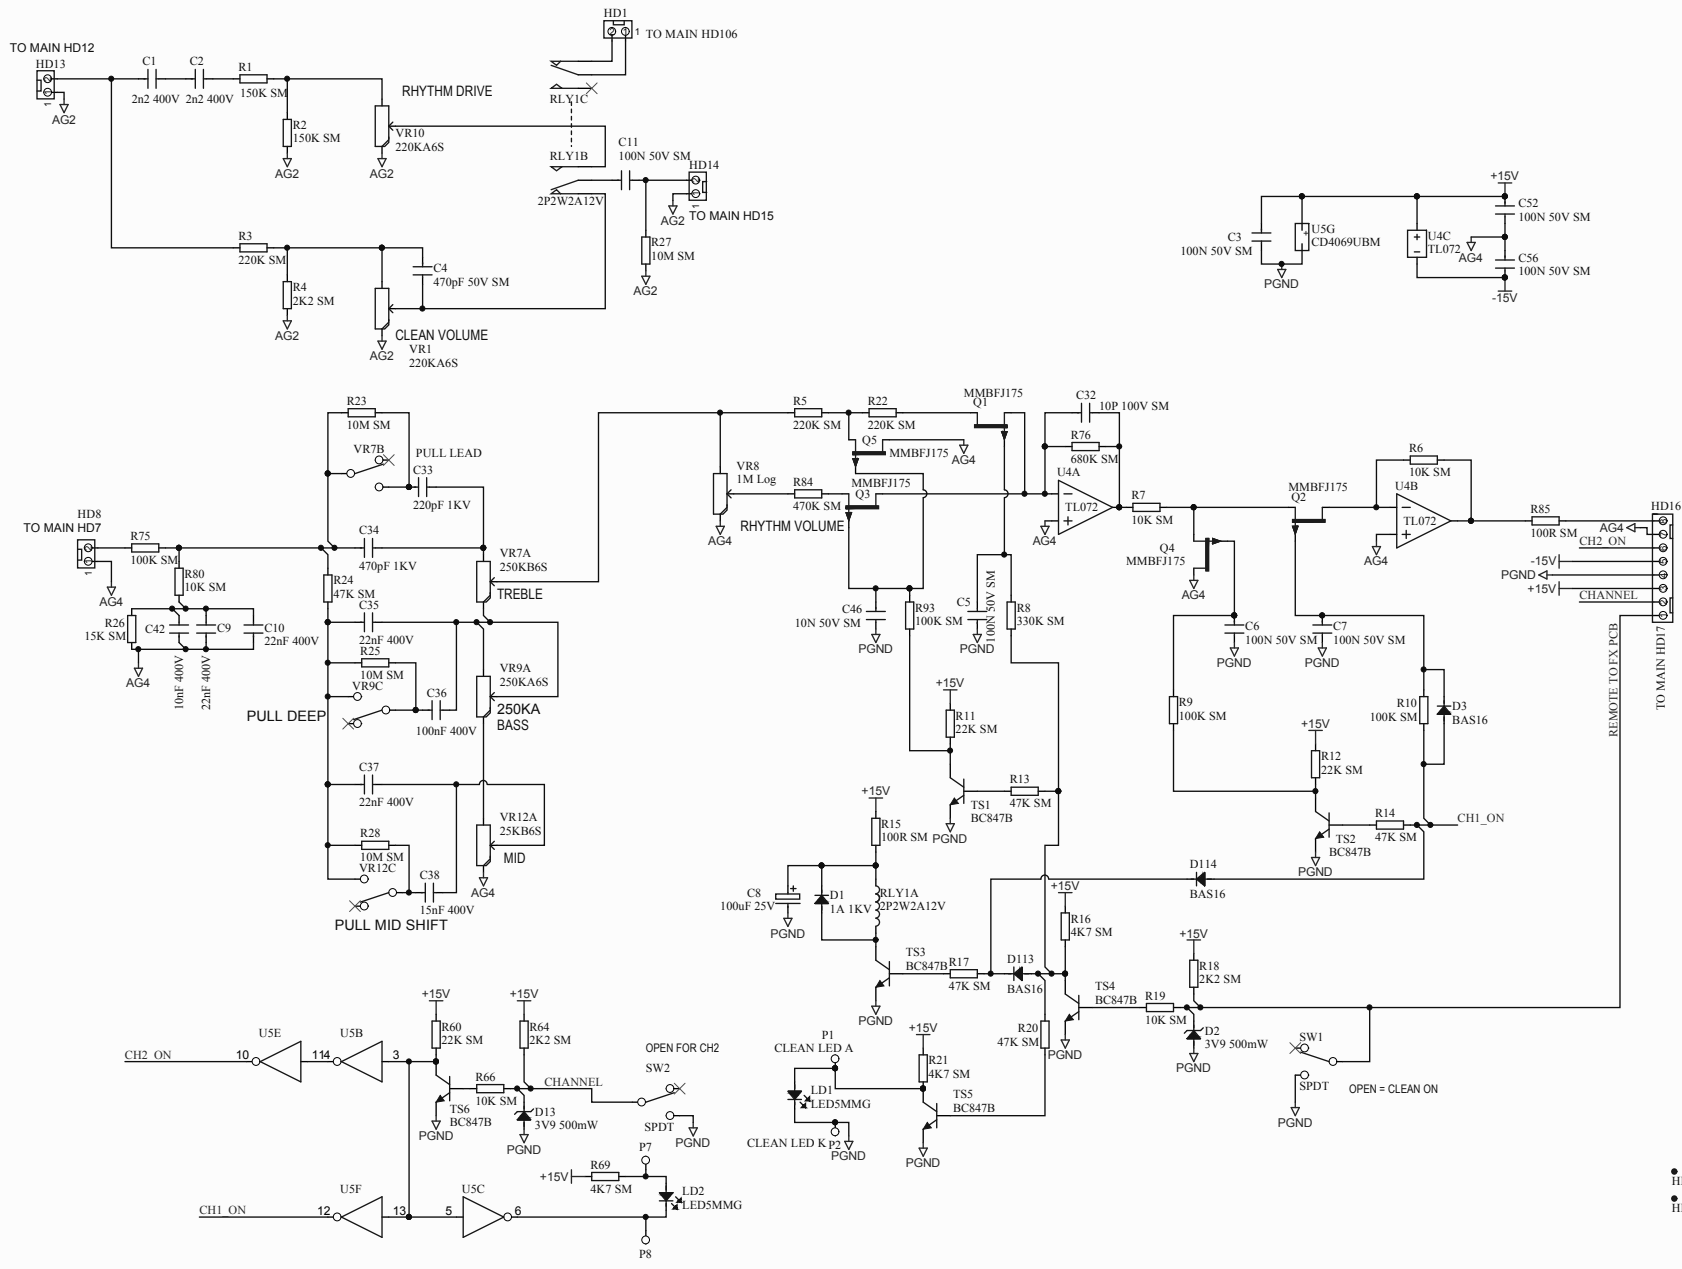 HD1
1 TO MAIN HD106
TO MAIN HD12
HD13
1
AG2
C1
2n2 400V
C2
2n2 400V
R1
150K SM
R2
150K SM
AG2
RHYTHM DRIVE
VR10
220KA6S
AG2
RLY1C
RLY1B
2P2W2A12V
C11
100N 50V SM
HD14
1
AG2
TO MAIN HD15
R27
10M SM
AG2
R3
220K SM
R4
2K2 SM
AG2
C4
470pF 50V SM
CLEAN VOLUME
VR1
220KA6S
AG2
+15V
C52
100N 50V SM
C3
100N 50V SM
U5G
CD4069UBM
+
PGND
+
-
U4C
TL072
AG4
C56
100N 50V SM
-15V
R23
10M SM
VR7B
PULL LEAD
C33
220pF 1KV
HD8
TO MAIN HD7
1
AG4
R75
100K SM
R80
10K SM
R26
15K SM
C42
10nF 400V
C9
22nF 400V
C10
22nF 400V
AG4
C34
470pF 1KV
R24
47K SM
VR7A
250KB6S
TREBLE
C35
22nF 400V
R25
10M SM
VR9C
PULL DEEP
C36
100nF 400V
VR9A
250KA6S
250KA
BASS
C37
22nF 400V
R28
10M SM
VR12C
C38
15nF 400V
PULL MID SHIFT
VR12A
25KB6S
MID
AG4
R5
220K SM
R22
220K SM
MMBFJ175
Q1
Q5
MMBFJ175
AG4
VR8
1M Log
AG4
R84
470K SM
MMBFJ175
Q3
RHYTHM VOLUME
C32
10P 100V SM
R76
680K SM
U4A
-
+
TL072
AG4
R7
10K SM
Q4
MMBFJ175
AG4
MMBFJ175
Q2
R6
10K SM
U4B
-
+
TL072
AG4
R85
100R SM
HD16
AG4
CH2_ON
-15V
PGND
+15V
CHANNEL
TO MAIN HD17
REMOTE TO FX PCB
C46
10N 50V SM
PGND
R93
100K SM
C5
100N 50V SM
PGND
R8
330K SM
C6
100N 50V SM
PGND
C7
100N 50V SM
PGND
R9
100K SM
R10
100K SM
D3
BAS16
+15V
R11
22K SM
TS1
BC847B
PGND
R13
47K SM
+15V
R12
22K SM
TS2
BC847B
PGND
R14
47K SM
CH1_ON
+15V
R15
100R SM
+
C8
100uF 25V
PGND
D1
1A 1KV
RLY1A
2P2W2A12V
D114
BAS16
TS3
BC847B
PGND
R17
47K SM
D113
BAS16
+15V
R16
4K7 SM
TS4
BC847B
PGND
R19
10K SM
R20
47K SM
+15V
R18
2K2 SM
D2
3V9 500mW
PGND
SW1
SPDT
PGND
OPEN = CLEAN ON
P1
CLEAN LED A
LD1
LED5MMG
CLEAN LED K P2
PGND
+15V
R21
4K7 SM
TS5
BC847B
PGND
CH2_ON
10
U5E
11
4
U5B
3
+15V
R60
22K SM
TS6
BC847B
PGND
R66
10K SM
+15V
R64
2K2 SM
CHANNEL
D13
3V9 500mW
PGND
OPEN FOR CH2
SW2
SPDT
PGND
+15V
R69
4K7 SM
P7
LD2
LED5MMG
P8
CH1_ON
12
U5F
13
5
U5C
6